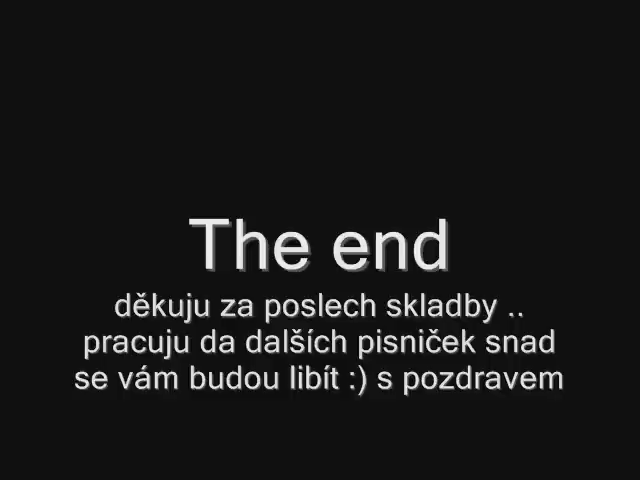 The end
děkuju za poslech skladby ..
pracuju da dalších pisniček snad
se vám budou libít :) s pozdravem